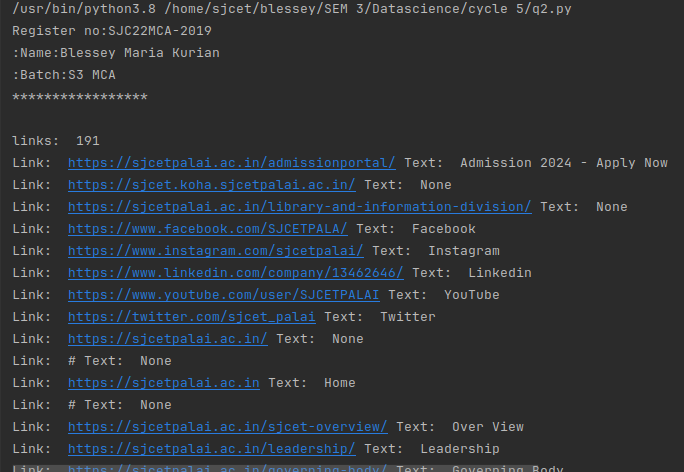 /usr/bin/python3.8 /home/sjcet/blessey/SEM 3/Datascience/cycle 5/q2.py
Register no:SJC22MCA-2019
:Name:Blessey Maria Kurian
:Batch:S3 MCA
*****************
links:  191
Link:  https://sjcetpalai.ac.in/admissionportal/ Text:  Admission 2024 - Apply Now
Link:  https://sjcet.koha.sjcetpalai.ac.in/ Text:  None
Link:  https://sjcetpalai.ac.in/library-and-information-division/ Text:  None
Link:  https://www.facebook.com/SJCETPALA/ Text:  Facebook
Link:  https://www.instagram.com/sjcetpalai/ Text:  Instagram
Link:  https://www.linkedin.com/company/13462646/ Text:  Linkedin
Link:  https://www.youtube.com/user/SJCETPALAI Text:  YouTube
Link:  https://twitter.com/sjcet_palai Text:  Twitter
Link:  https://sjcetpalai.ac.in/ Text:  None
Link:  # Text:  None
Link:  https://sjcetpalai.ac.in Text:  Home
Link:  # Text:  None
Link:  https://sjcetpalai.ac.in/sjcet-overview/ Text:  Over View
Link:  https://sjcetpalai.ac.in/leadership/ Text:  Leadership
Link:  https://sjcetpalai.ac.in/governing-body/ Text:  Governing Body